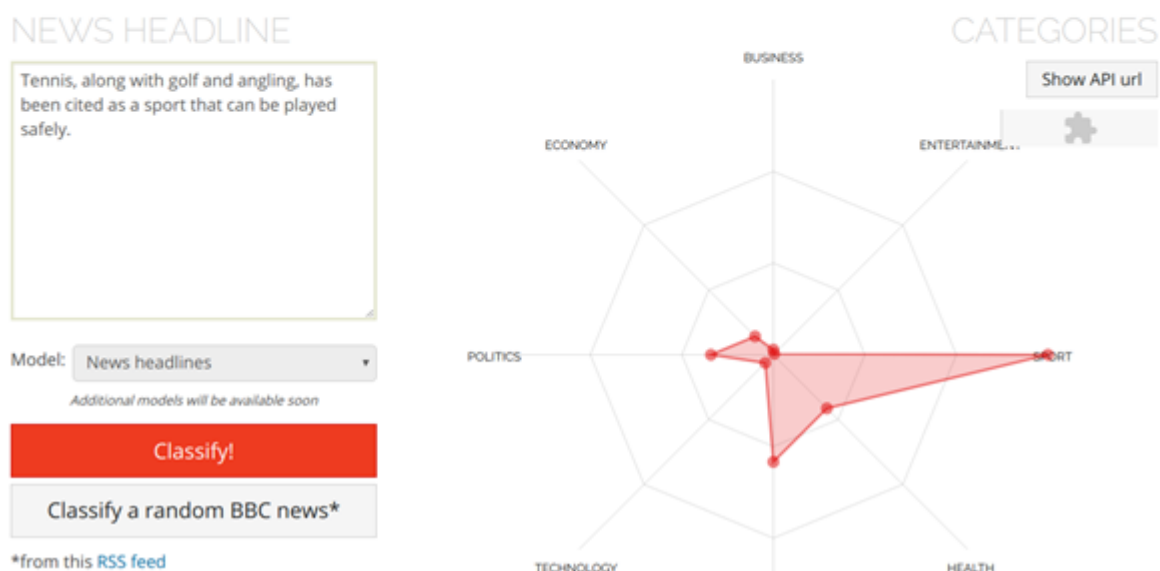 NEWS HEADLINE
CATEGORIES
Tennis, along with golf and angling, has
been cited as a sport that can be played
safely.
Show API url
BUSINESS
ECONOMY
ENTERTAINMENT
POLITICS
SPORT
Model:
News headlines
Additional models will be available soon
Classify!
Classify a random BBC news*
*from this RSS feed
TECHNOLOGY
HEALTH